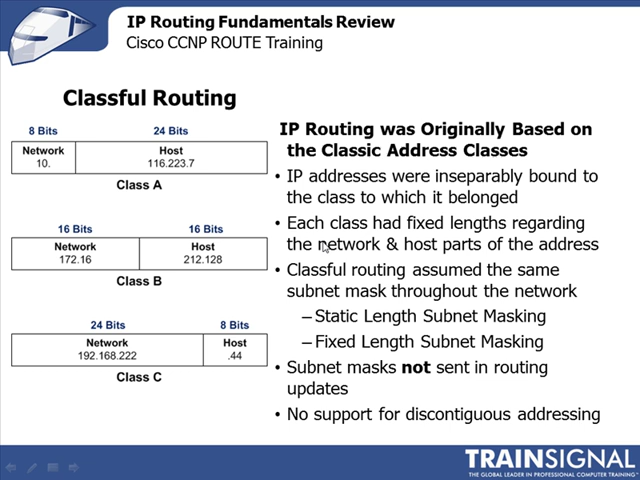 IP Routing Fundamentals Review
Cisco CCNP ROUTE Training
Classful Routing
8 Bits 24 Bits
Network Host
10. 116.223.7
Class A
16 Bits 16 Bits
Network Host
172.16 212.128
Class B
24 Bits 8 Bits
Network Host
192.168.222 .44
Class C
IP Routing was Originally Based on
the Classic Address Classes
• IP addresses were inseparably bound to
the class to which it belonged
• Each class had fixed lengths regarding
the network & host parts of the address
• Classful routing assumed the same
subnet mask throughout the network
– Static Length Subnet Masking
– Fixed Length Subnet Masking
• Subnet masks not sent in routing
updates
• No support for discontiguous addressing
TRAINSIGNAL
THE GLOBAL LEADER IN PROFESSIONAL COMPUTER TRAINING